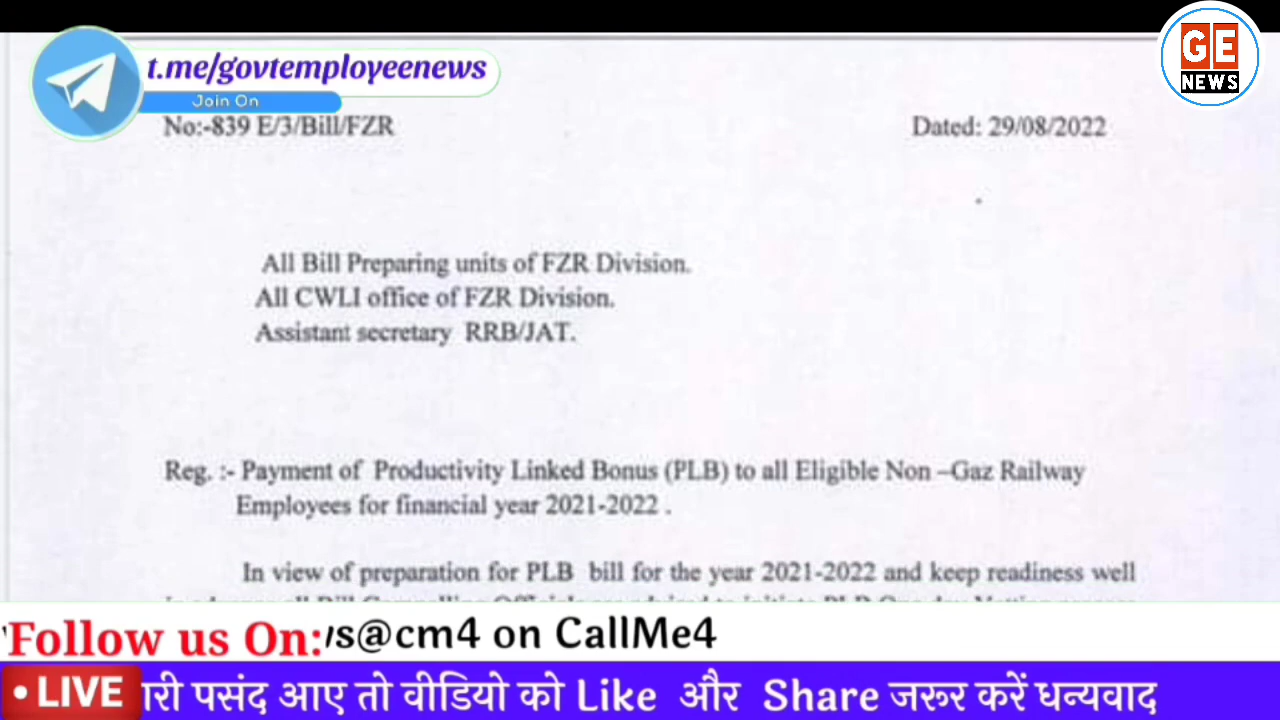 t.me/govtemployeenews
Join On
GE
NEWS
No:-839 E/3/Bill/FZR
Dated: 29/08/2022
All Bill Preparing units of FZR Division.
All CWLI office of FZR Division.
Assistant secretary RRB/JAT.
Reg. :- Payment of Productivity Linked Bonus (PLB) to all Eligible Non –Gaz Railway
Employees for financial year 2021-2022 .
In view of preparation for PLB bill for the year 2021-2022 and keep readiness well
Follow us On: s@cm4 on CallMe4
• LIVE री पसंद आए तो वीडियो को Like और Share जरूर करें धन्यवाद